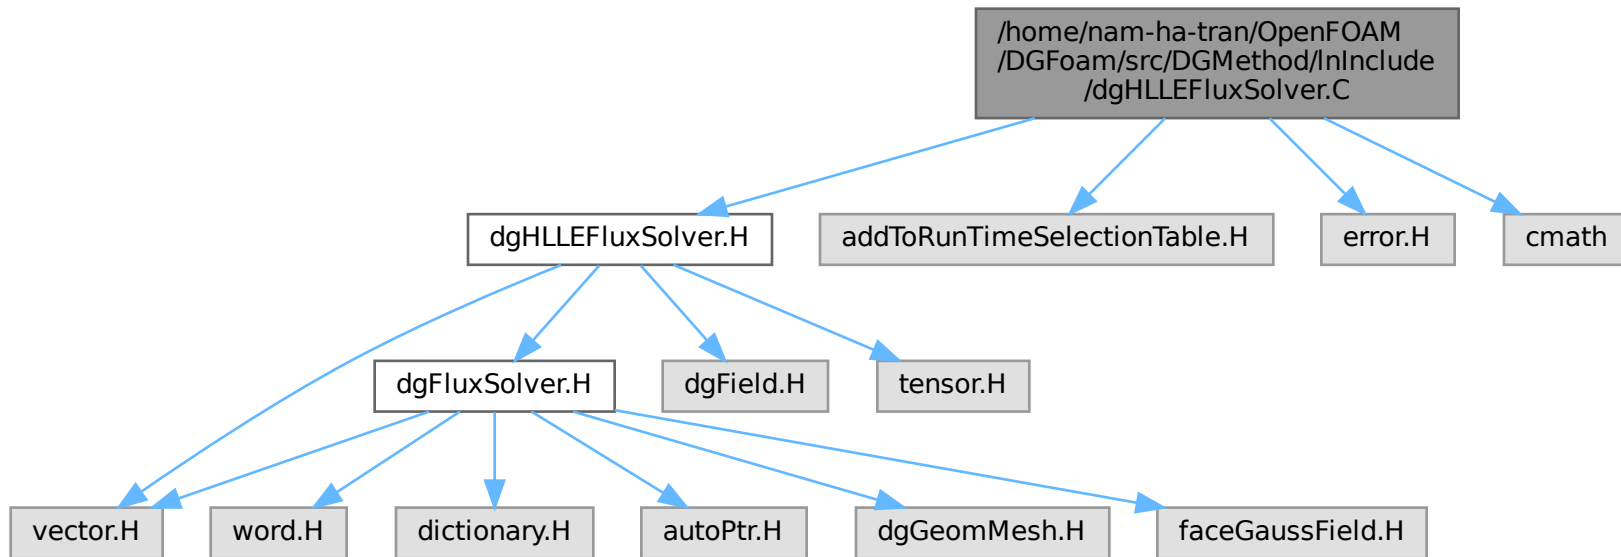 /home/nam-ha-tran/OpenFOAM
/DGFoam/src/DGMethod/lnInclude
/dgHLLEFluxSolver.C
dgHLLEFluxSolver.H
addToRunTimeSelectionTable.H
error.H
cmath
dgFluxSolver.H
dgField.H
tensor.H
vector.H
word.H
dictionary.H
autoPtr.H
dgGeomMesh.H
faceGaussField.H